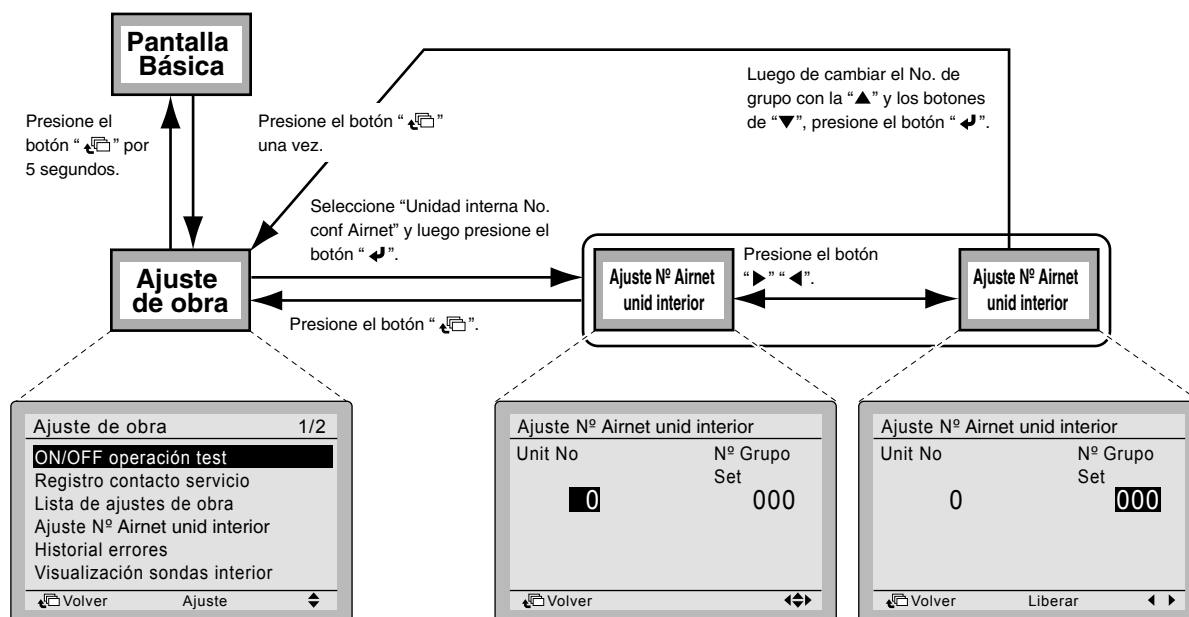 Pantalla
Básica
Presione el
botón “ ” por
5 segundos.
Presione el botón “ ”
una vez.
Luego de cambiar el No. de
grupo con la “▲” y los botones
de “▼”, presione el botón “ ↵”.
Seleccione “Unidad interna No.
conf Airnet” y luego presione el
botón “ ↵”.
Ajuste
de obra
Presione el botón “ ”.
Ajuste Nº Airnet
unid interior
Presione el botón
“▶” “◀”.
Ajuste Nº Airnet
unid interior
Ajuste de obra 1/2
ON/OFF operación test
Registro contacto servicio
Lista de ajustes de obra
Ajuste Nº Airnet unid interior
Historial errores
Visualización sondas interior
Volver Ajuste
Ajuste Nº Airnet unid interior
Unit No Nº Grupo
Set
0 000
Volver
Ajuste Nº Airnet unid interior
Unit No Nº Grupo
Set
0 000
Volver Liberar